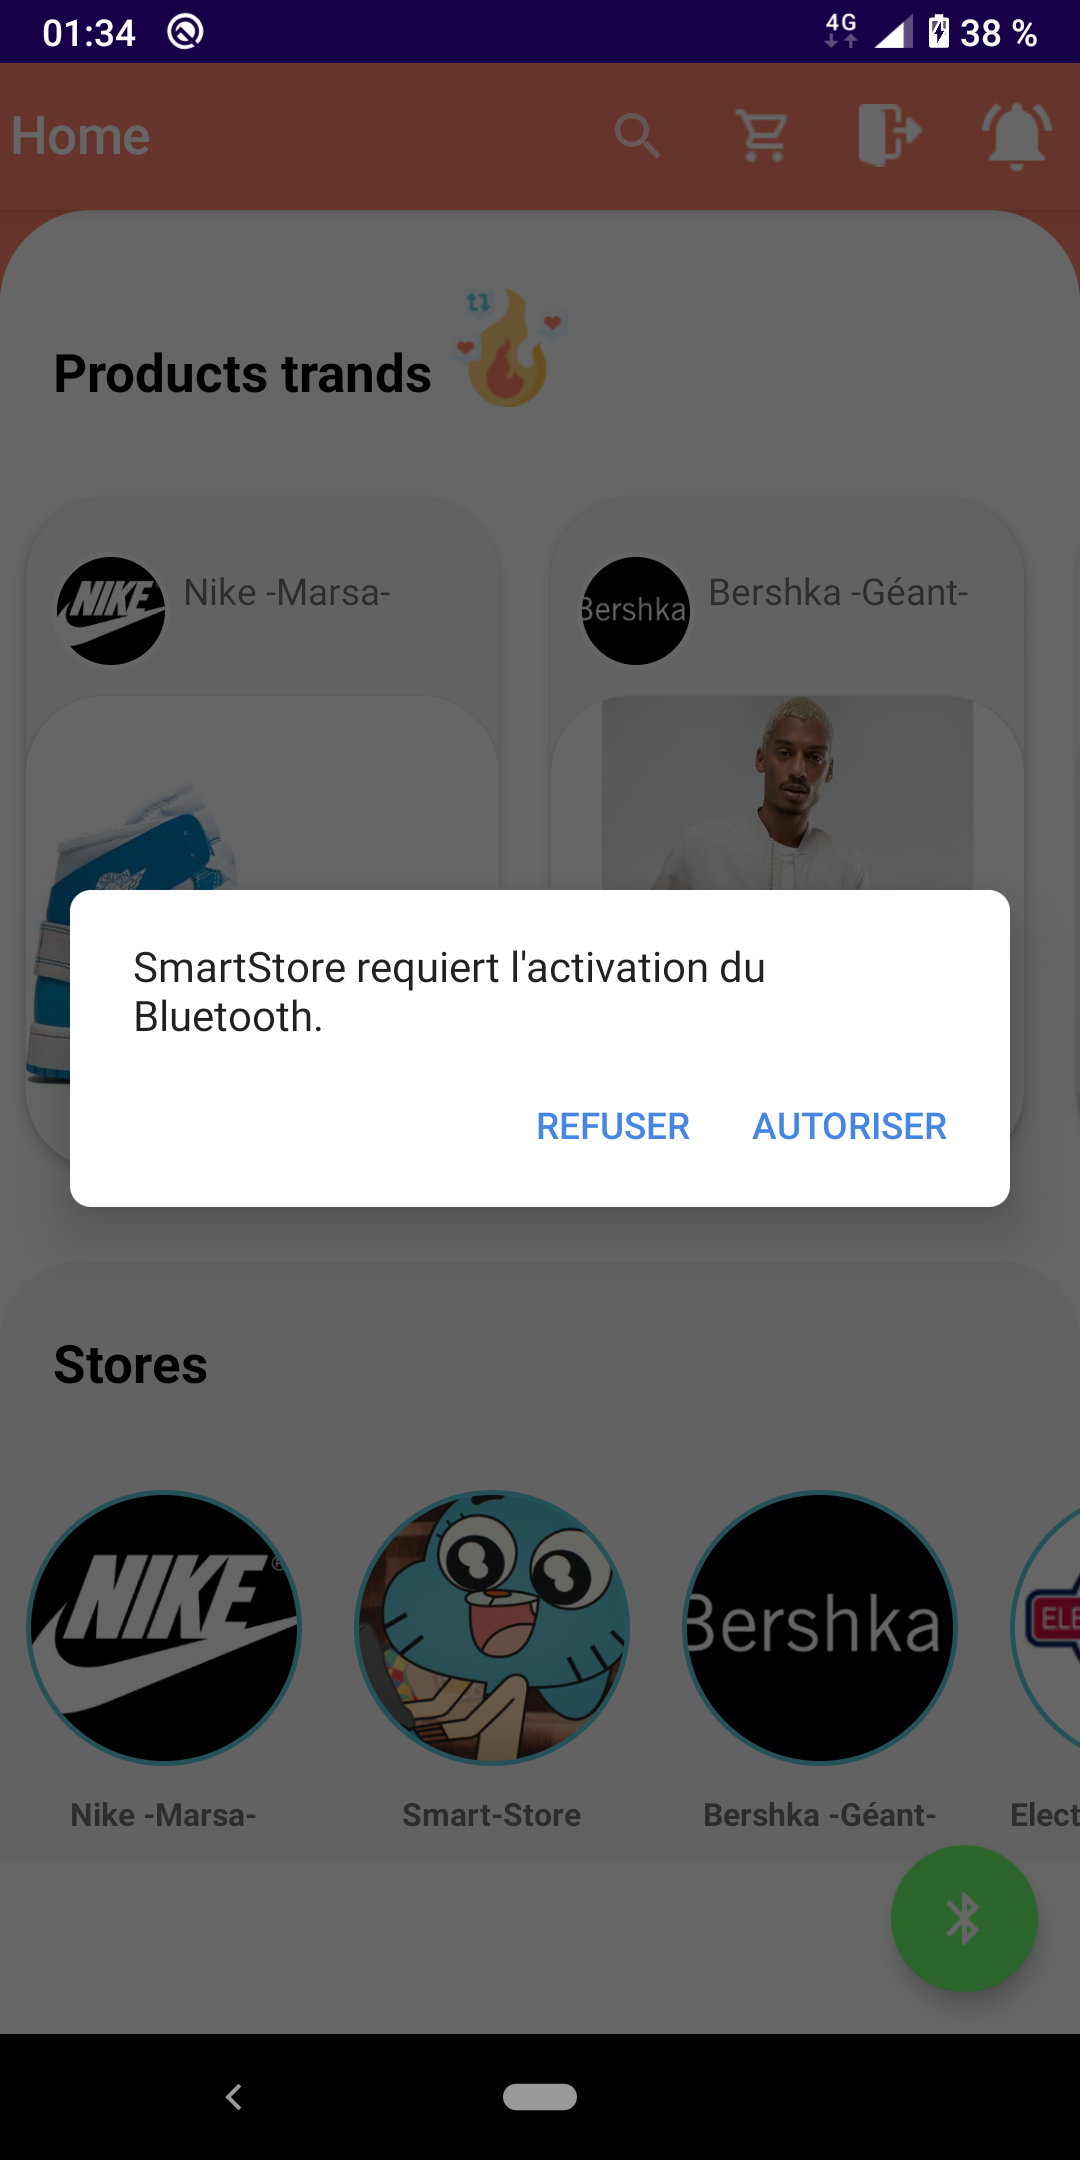 01:34
4G
38 %
Home
Products trands
NIKE
Nike -Marsa-
Bershka
Bershka -Géant-
SmartStore requiert l'activation du
Bluetooth.
REFUSER
AUTORISER
Stores
NIKE
Bershka
ELE
Nike -Marsa-
Smart-Store
Bershka -Géant-
Elect